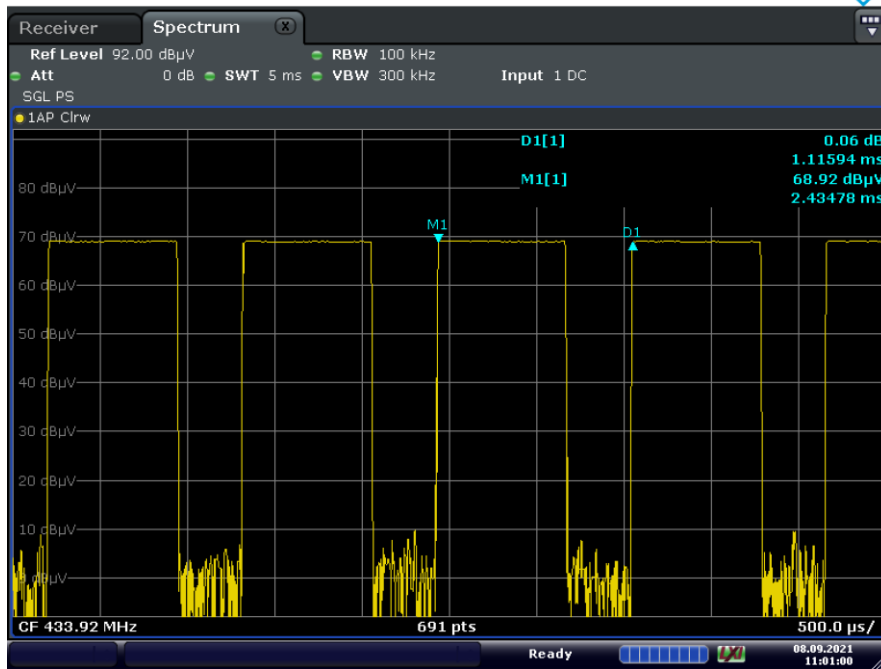 Receiver Spectrum X
Ref Level 92.00 dBµV RBW 100 kHz
Att 0 dB SWT 5 ms VBW 300 kHz Input 1 DC
SGL PS
1AP Clrw
D1[1] 0.06 dB
1.11594 ms
M1[1] 68.92 dBµV
2.43478 ms
80 dBµV
70 dBµV
M1
D1
60 dBµV
50 dBµV
40 dBµV
30 dBµV
20 dBµV
10 dBµV
0 dBµV
CF 433.92 MHz 691 pts 500.0 µs/
Ready LXI 08.09.2021
11:01:00